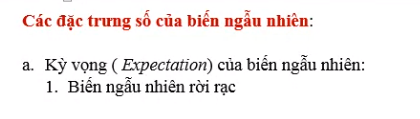 Các đặc trưng số của biến ngẫu nhiên:
a. Kỳ vọng ( Expectation) của biến ngẫu nhiên:
1. Biến ngẫu nhiên rời rạc